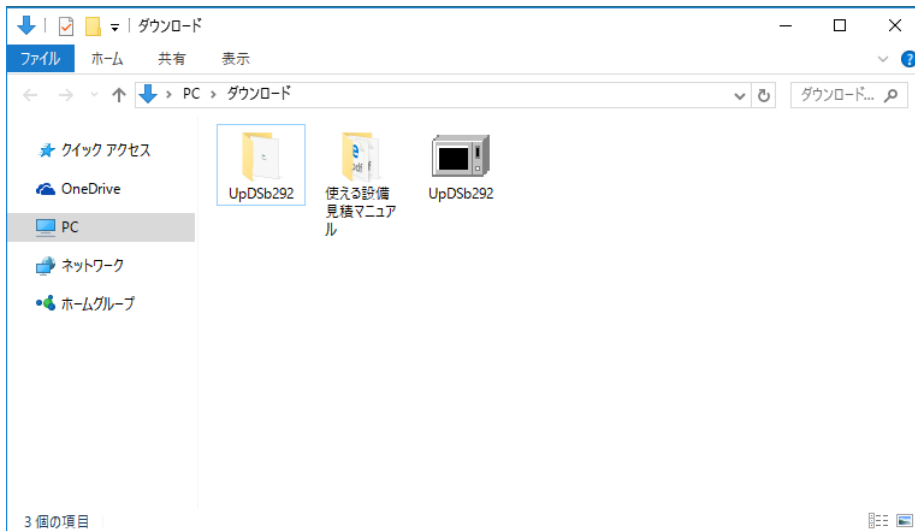 ダウンロード
ファイル ホーム 共有 表示
PC ダウンロード ダウンロード...
クイック アクセス
OneDrive
PC
ネットワーク
ホームグループ
UpDSb292
使える設備
見積マニュア
ル
UpDSb292
3 個の項目